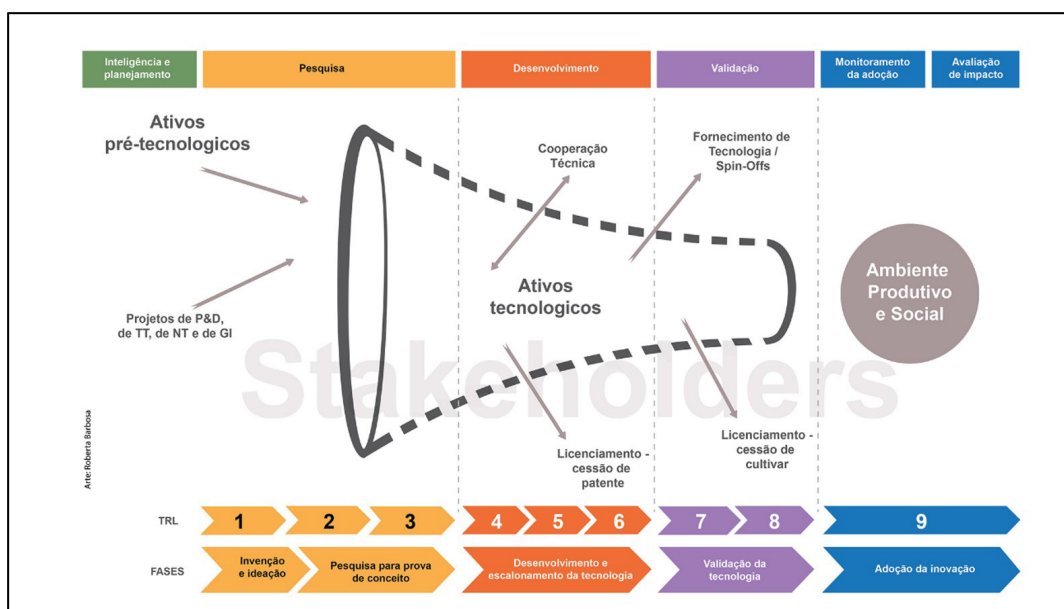 Inteligência e
planejamento
Pesquisa
Desenvolvimento
Validação
Monitoramento
da adoção
Avaliação
de impacto
Ativos
pré-tecnologicos
Cooperação
Técnica
Fornecimento de
Tecnologia /
Spin-Offs
Projetos de P&D,
de TT, de NT e de GI
Ativos
tecnologicos
Ambiente
Produtivo
e Social
Stakeholders
Licenciamento -
cessão de
patente
Licenciamento -
cessão de
cultivar
Arte: Roberta Barbosa
TRL
1
2
3
4
5
6
7
8
9
FASES
Invenção
e ideação
Pesquisa para prova
de conceito
Desenvolvimento e
escalonamento da tecnologia
Validação da
tecnologia
Adoção da inovação